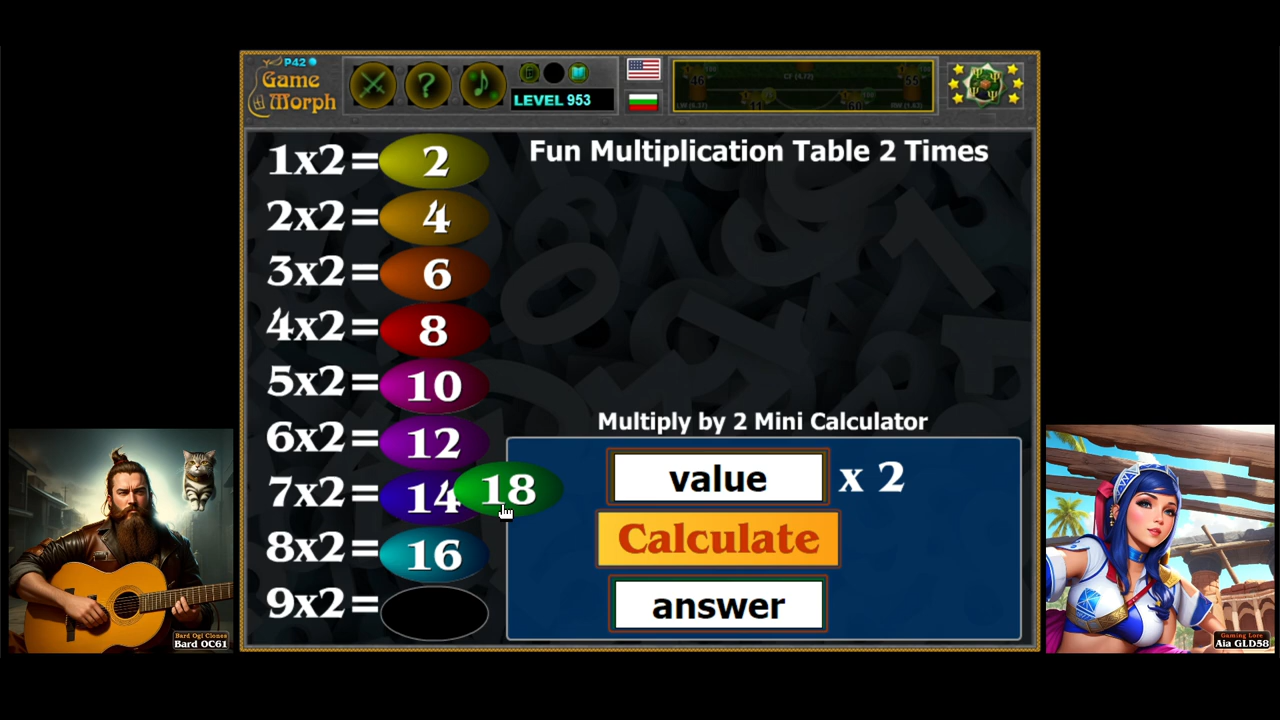 P42
Game
Morph
?
LEVEL 953
Fun Multiplication Table 2 Times
1x2= 2
2x2= 4
3x2= 6
4x2= 8
5x2= 10
6x2= 12
7x2= 14 18
8x2= 16
9x2=
Multiply by 2 Mini Calculator
value x 2
Calculate
answer
Bard Ogi Clones
Bard OC61
Gaming Lore
Aia GLD58